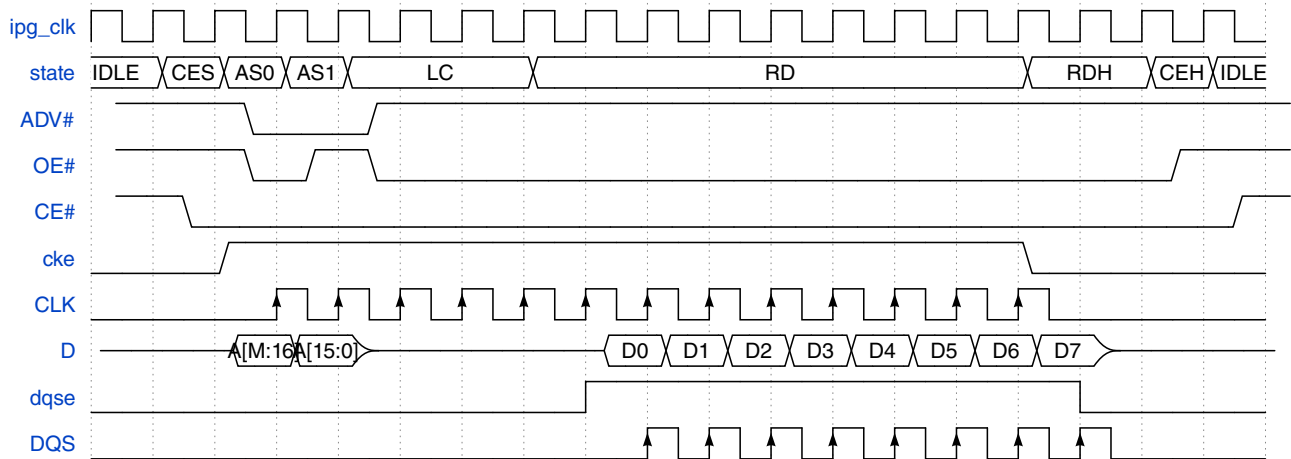 ipg_clk
state IDLE CES AS0 AS1 LC RD RDH CEH IDLE
ADV#
OE#
CE#
cke
CLK
D A[M:16] A[15:0] D0 D1 D2 D3 D4 D5 D6 D7
dqse
DQS